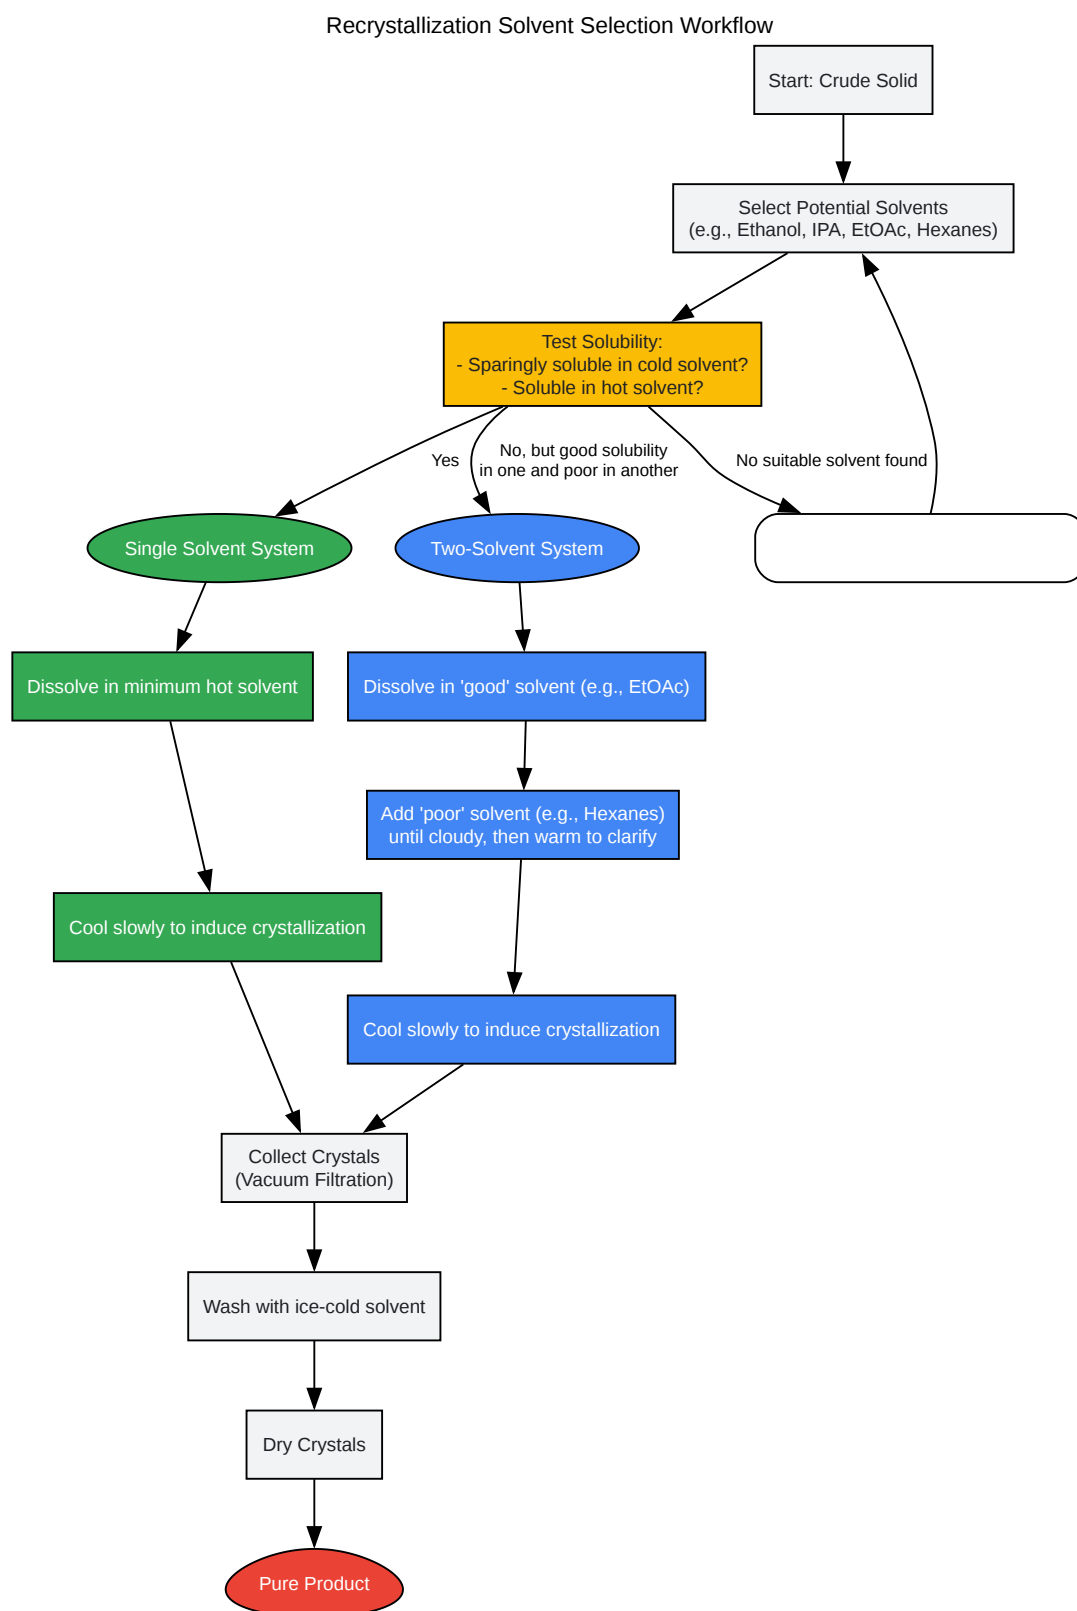 Recrystallization Solvent Selection Workflow
Start: Crude Solid
Select Potential Solvents
(e.g., Ethanol, IPA, EtOAc, Hexanes)
Test Solubility:
- Sparingly soluble in cold solvent?
- Soluble in hot solvent?
Yes
No, but good solubility
in one and poor in another
No suitable solvent found
Single Solvent System
Two-Solvent System
Dissolve in minimum hot solvent
Dissolve in 'good' solvent (e.g., EtOAc)
Add 'poor' solvent (e.g., Hexanes)
until cloudy, then warm to clarify
Cool slowly to induce crystallization
Cool slowly to induce crystallization
Collect Crystals
(Vacuum Filtration)
Wash with ice-cold solvent
Dry Crystals
Pure Product